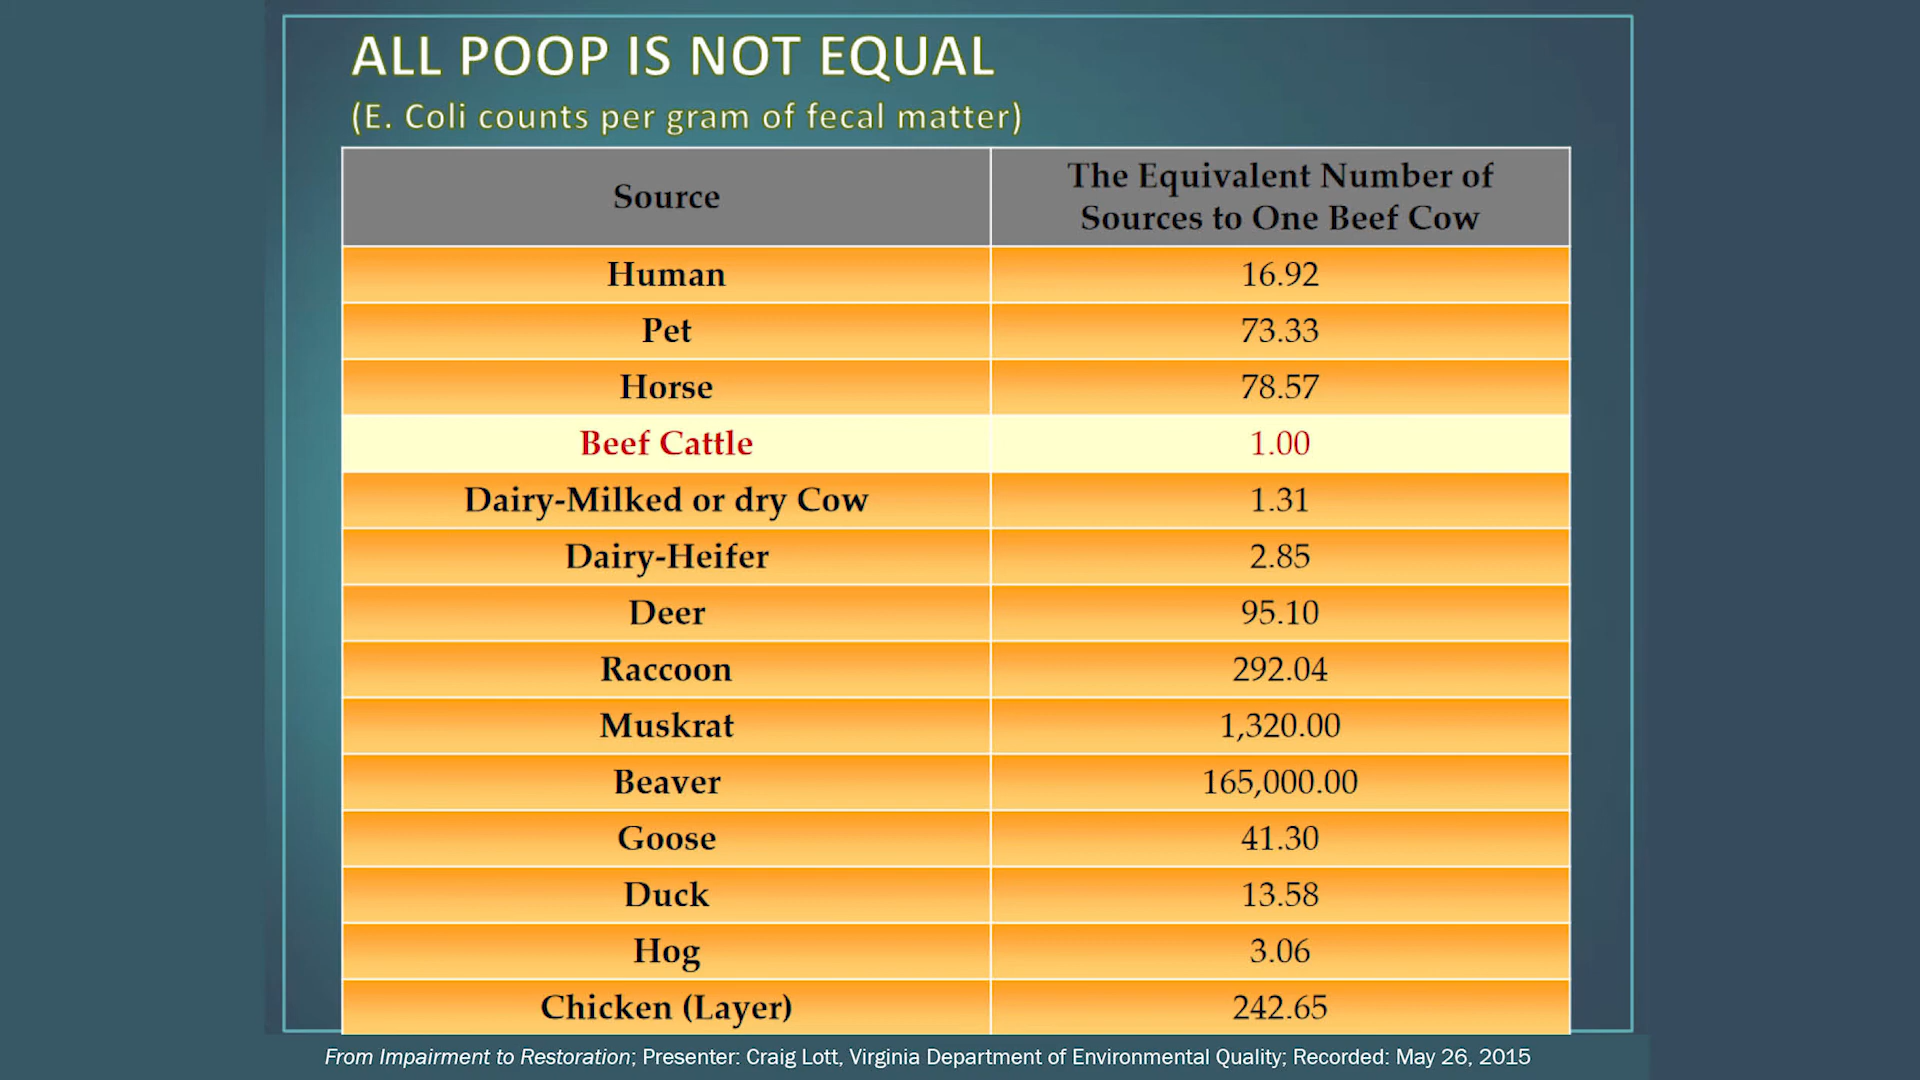 ALL POOP IS NOT EQUAL
(E. Coli counts per gram of fecal matter)
Source
The Equivalent Number of
Sources to One Beef Cow
Human 16.92
Pet 73.33
Horse 78.57
Beef Cattle 1.00
Dairy-Milked or dry Cow 1.31
Dairy-Heifer 2.85
Deer 95.10
Raccoon 292.04
Muskrat 1,320.00
Beaver 165,000.00
Goose 41.30
Duck 13.58
Hog 3.06
Chicken (Layer) 242.65
From Impairment to Restoration; Presenter: Craig Lott, Virginia Department of Environmental Quality; Recorded: May 26, 2015